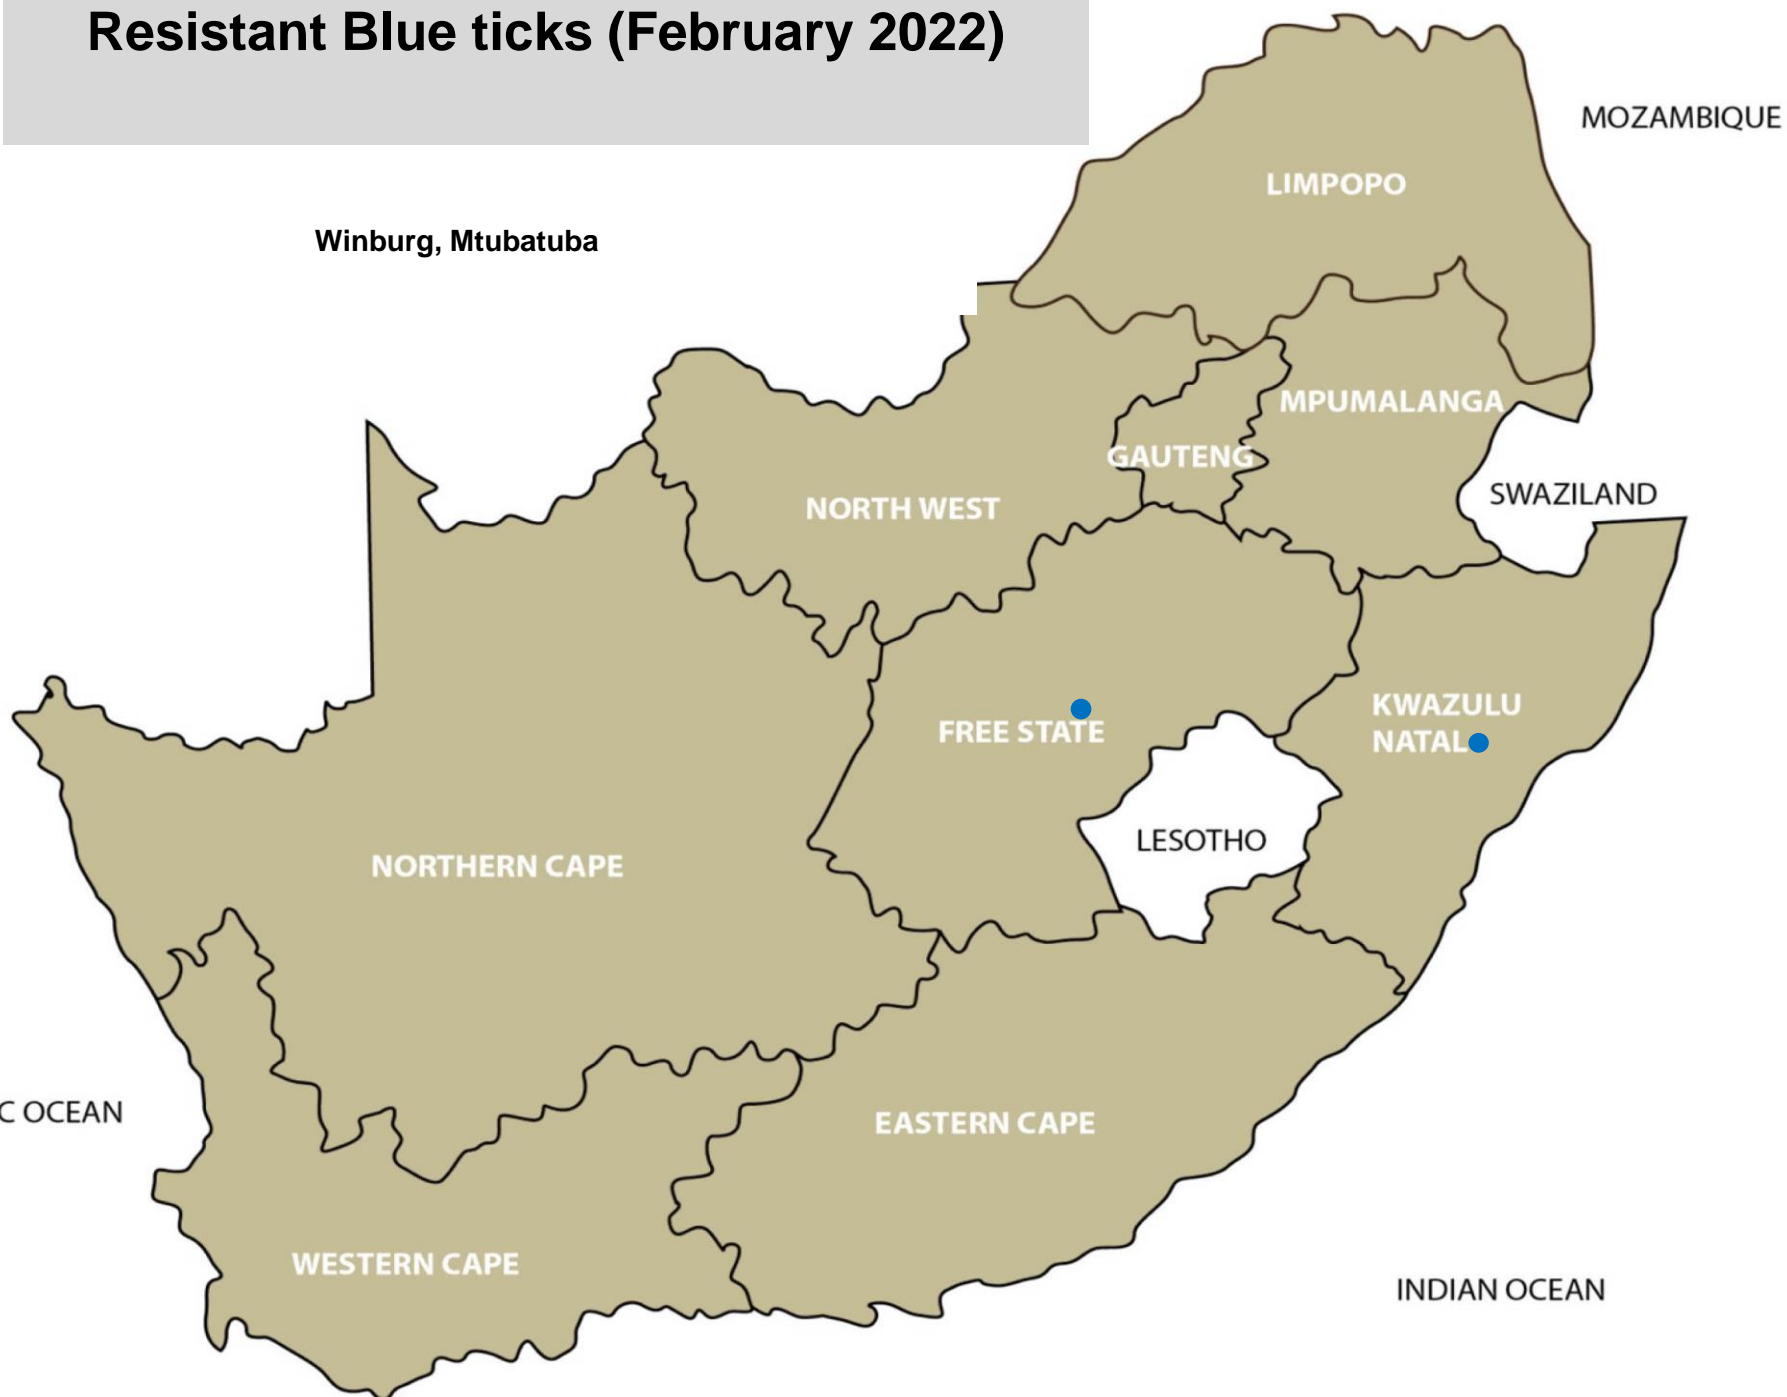 Resistant Blue ticks (February 2022)
MOZAMBIQUE
LIMPOPO
Winburg, Mtubatuba
MPUMALANGA
GAUTENG
SWAZILAND
NORTH WEST
KWAZULU
NATAL
FREE STATE
LESOTHO
NORTHERN CAPE
C OCEAN
EASTERN CAPE
WESTERN CAPE
INDIAN OCEAN